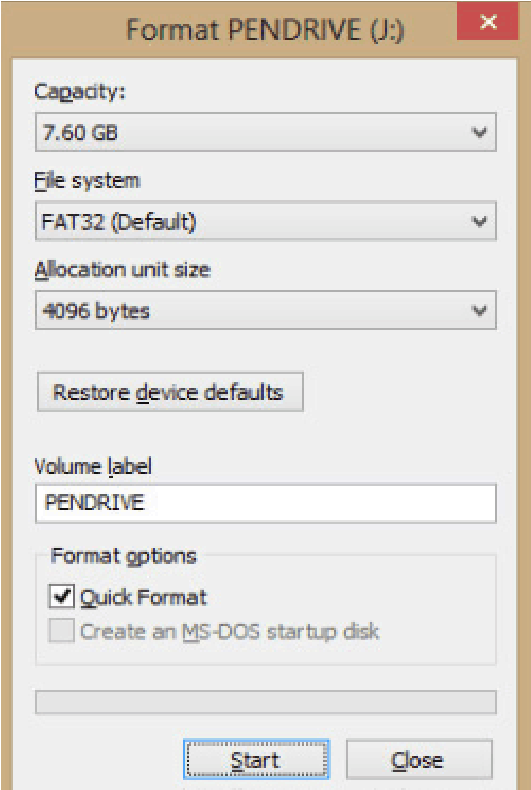 Format PENDRIVE (J:)
Capacity:
7.60 GB
File system
FAT32 (Default)
Allocation unit size
4096 bytes
Restore device defaults
Volume label
PENDRIVE
Format options
Quick Format
Create an MS-DOS startup disk
Start
Close